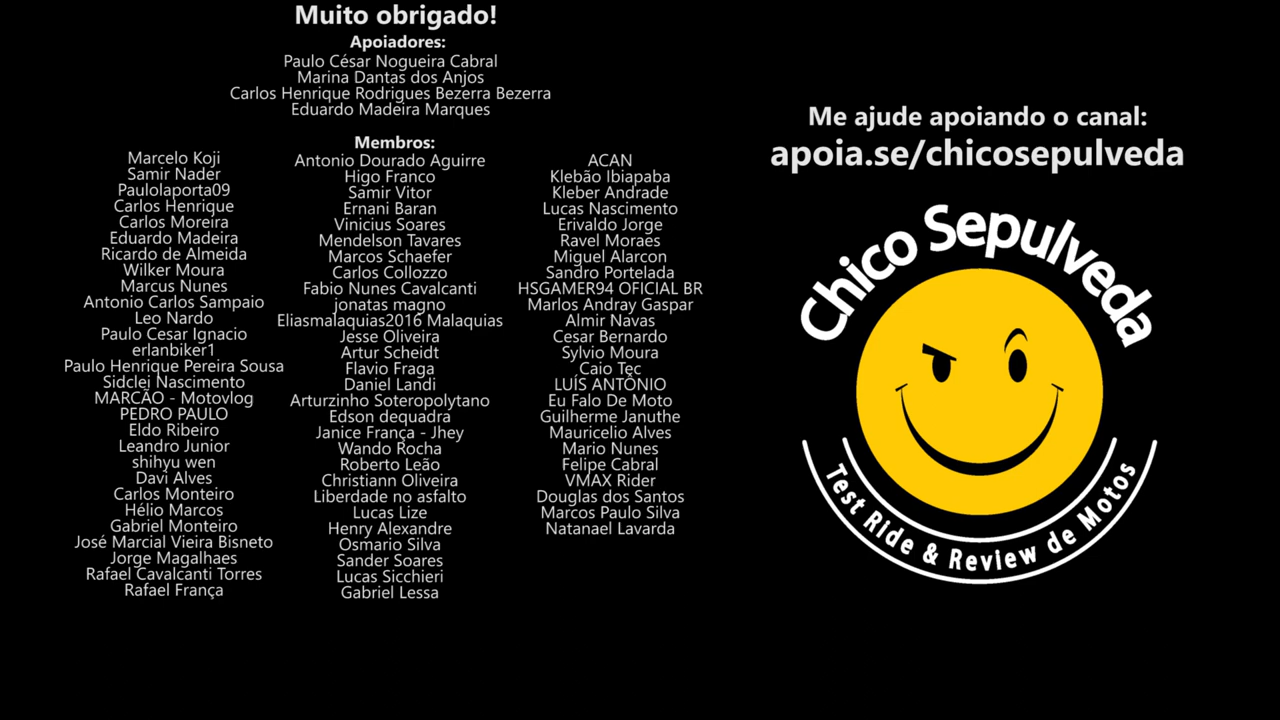 Muito obrigado!
Apoiadores:
Paulo César Nogueira Cabral
Marina Dantas dos Anjos
Carlos Henrique Rodrigues Bezerra Bezerra
Eduardo Madeira Marques
Membros:
Marcelo Koji
Samir Nader
Paulolaporta09
Carlos Henrique
Carlos Moreira
Eduardo Madeira
Ricardo de Almeida
Wilker Moura
Marcus Nunes
Antonio Carlos Sampaio
Leo Nardo
Paulo Cesar Ignacio
erlanbiker1
Paulo Henrique Pereira Sousa
Sidclei Nascimento
MARCÃO - Motovlog
PEDRO PAULO
Eldo Ribeiro
Leandro Junior
shihyu wen
Davi Alves
Carlos Monteiro
Hélio Marcos
Gabriel Monteiro
José Marcial Vieira Bisneto
Jorge Magalhaes
Rafael Cavalcanti Torres
Rafael França
Antonio Dourado Aguirre
Higo Franco
Samir Vitor
Ernani Baran
Vinicius Soares
Mendelson Tavares
Marcos Schaefer
Carlos Collozzo
Fabio Nunes Cavalcanti
jonatas magno
Eliasmalaquias2016 Malaquias
Jesse Oliveira
Artur Scheidt
Flavio Fraga
Daniel Landi
Arturzinho Soteropolytano
Edson dequadra
Janice França - Jhey
Wando Rocha
Roberto Leão
Christiann Oliveira
Liberdade no asfalto
Lucas Lize
Henry Alexandre
Osmario Silva
Sander Soares
Lucas Sicchieri
Gabriel Lessa
ACAN
Klebão Ibiapaba
Kleber Andrade
Lucas Nascimento
Erivaldo Jorge
Ravel Moraes
Miguel Alarcon
Sandro Portelada
HSGAMER94 OFICIAL BR
Marlos Andray Gaspar
Almir Navas
Cesar Bernardo
Sylvio Moura
Caio Tec
LUÍS ANTÔNIO
Eu Falo De Moto
Guilherme Januthe
Mauricelio Alves
Mario Nunes
Felipe Cabral
VMAX Rider
Douglas dos Santos
Marcos Paulo Silva
Natanael Lavarda
Me ajude apoiando o canal:
apoia.se/chicosepulveda
Chico Sepulveda
Test Ride & Review de Motos